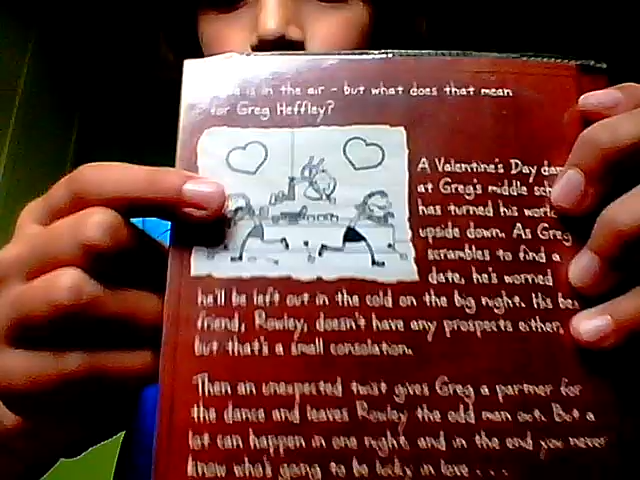 is in the air - but what does that mean
for Greg Heffley?
A Valentine's Day
at Greg's middle
has turned his
upside down. As Greg
scrambles to find a
date, he's worried
he'll be left out in the cold on the big night. His
friend, Rowley, doesn't have any prospects either,
but that's a small consolation.
Then an unexpected twist gives Greg a partner for
the dance and leaves Rowley the odd man out. But a
lot can happen in one night, and in the end you never
know who's going to be lucky in love . . .